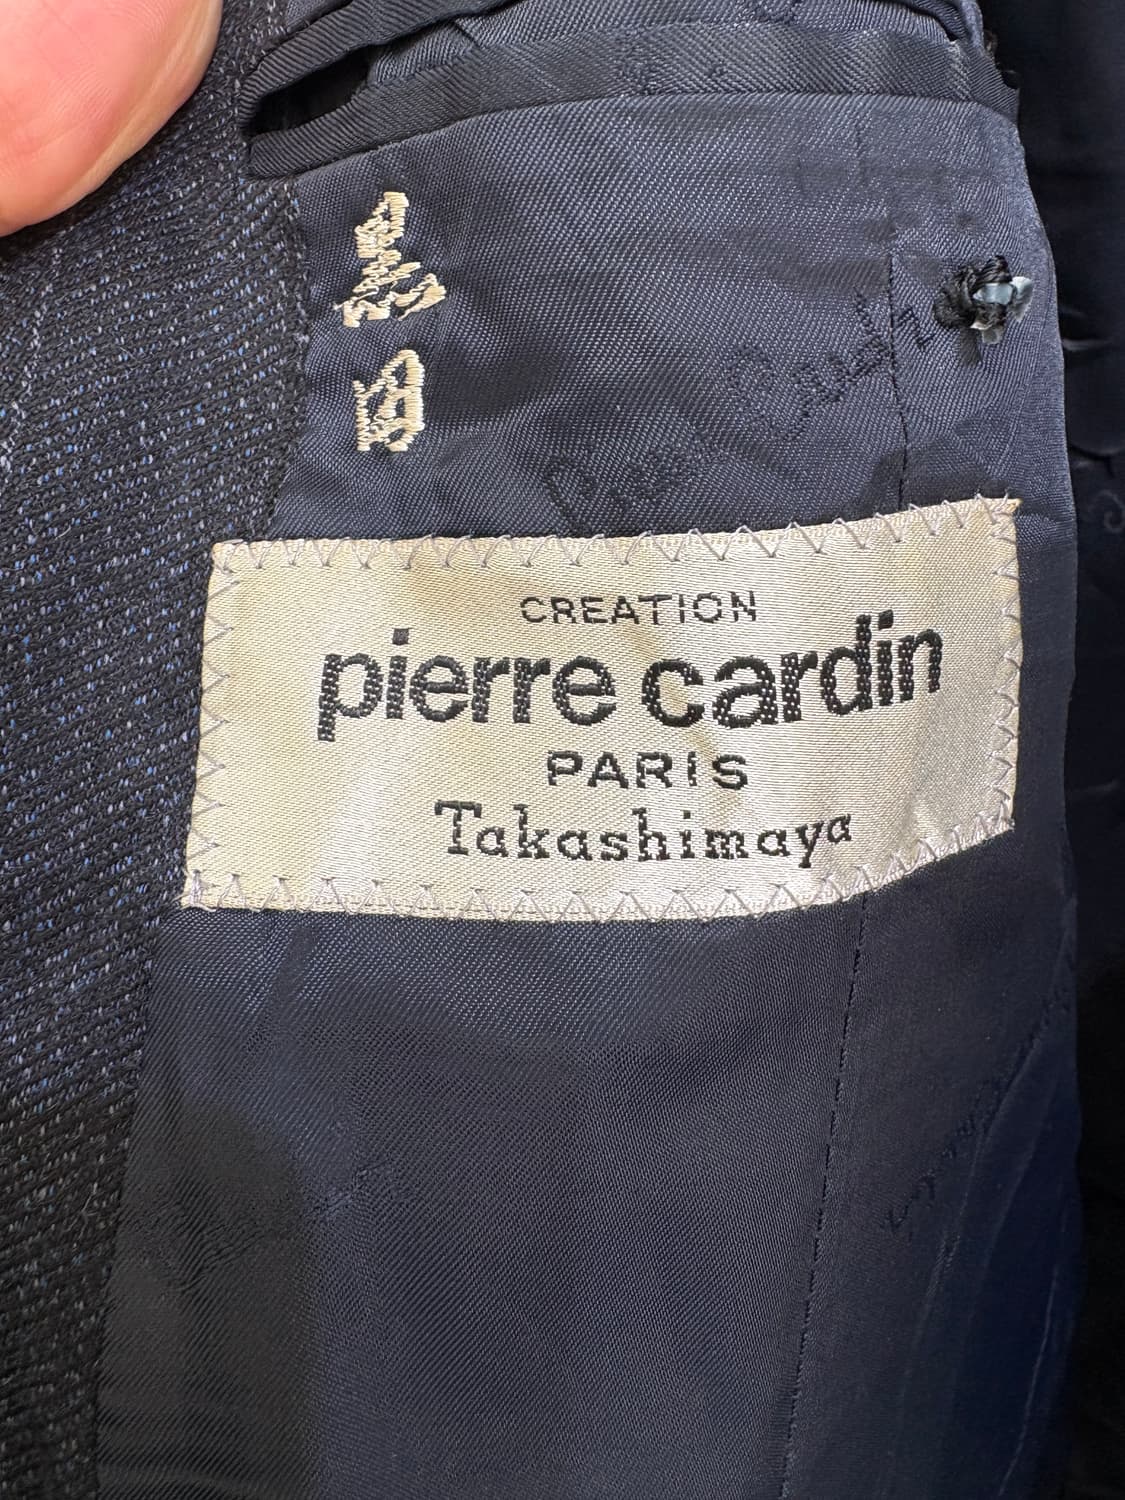 CREATION
pierre cardin
PARIS
Takashimaya